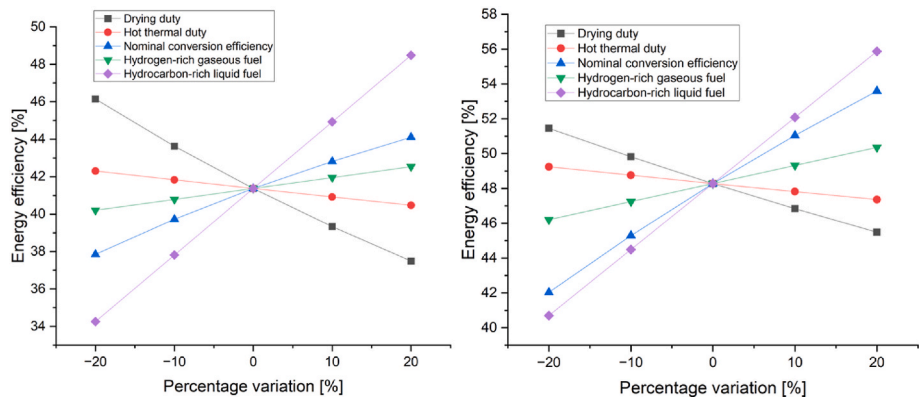 50
48
46
44
42
40
38
36
34
Energy efficiency [%]
Drying duty
Hot thermal duty
Nominal conversion efficiency
Hydrogen-rich gaseous fuel
Hydrocarbon-rich liquid fuel
−20
−10
0
10
20
Percentage variation [%]
58
56
54
52
50
48
46
44
42
40
Energy efficiency [%]
Drying duty
Hot thermal duty
Nominal conversion efficiency
Hydrogen-rich gaseous fuel
Hydrocarbon-rich liquid fuel
−20
−10
0
10
20
Percentage variation [%]